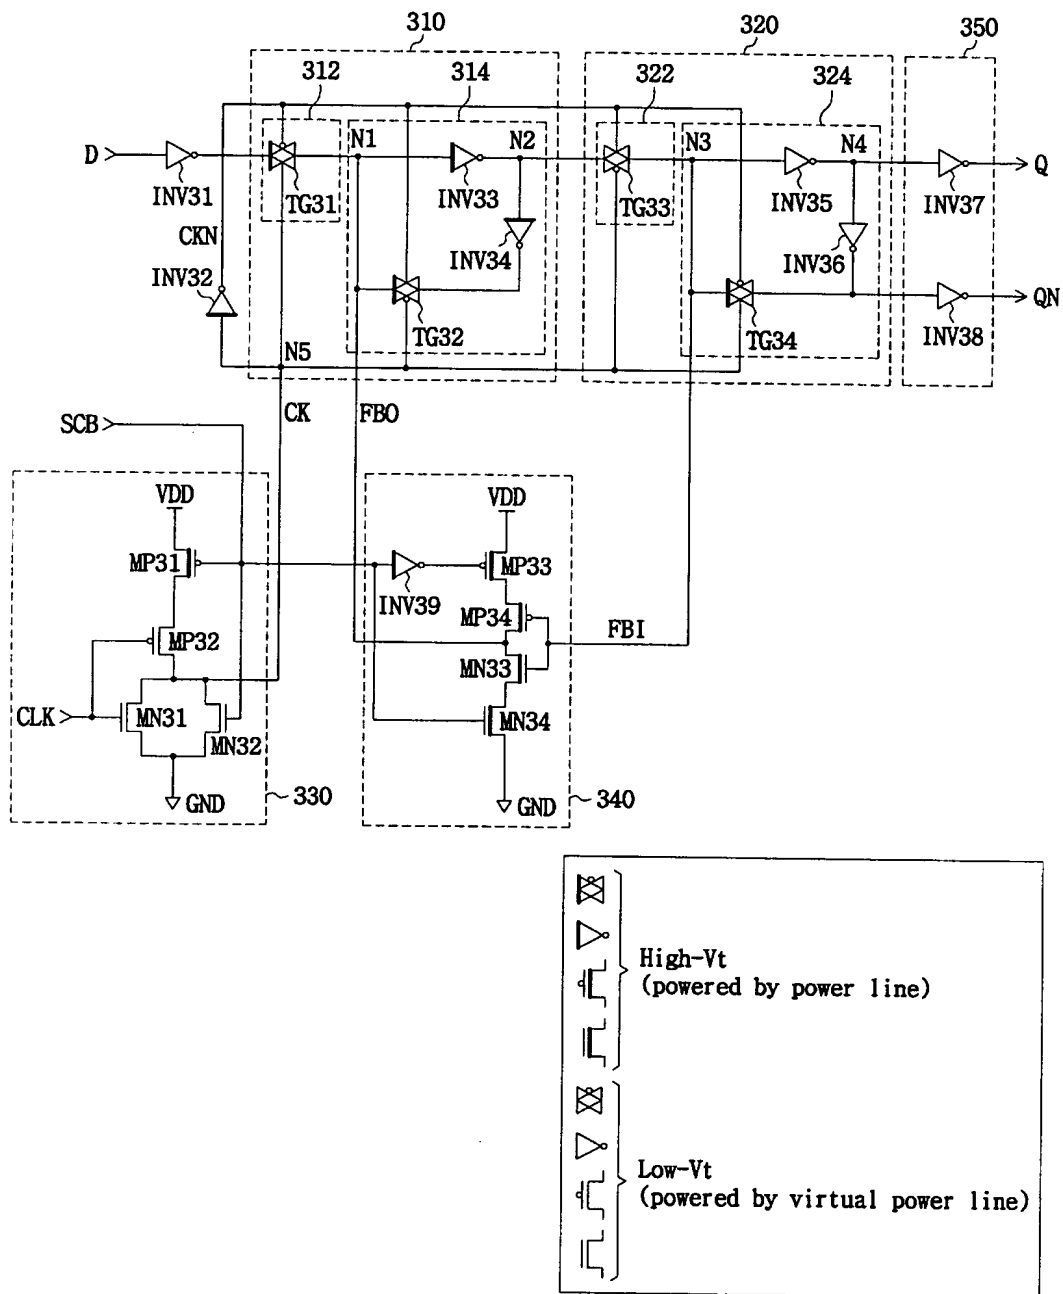 310
320
350
312
314
322
324
D
INV31
TG31
N1
INV33
N2
INV34
TG32
TG33
N3
INV35
N4
INV36
TG34
INV37
Q
INV38
QN
CKN
INV32
N5
CK
FBO
SCB
VDD
MP31
MP32
CLK
MN31
MN32
GND
330
VDD
INV39
MP33
MP34
FBI
MN33
MN34
GND
340
High-Vt
(powered by power line)
Low-Vt
(powered by virtual power line)